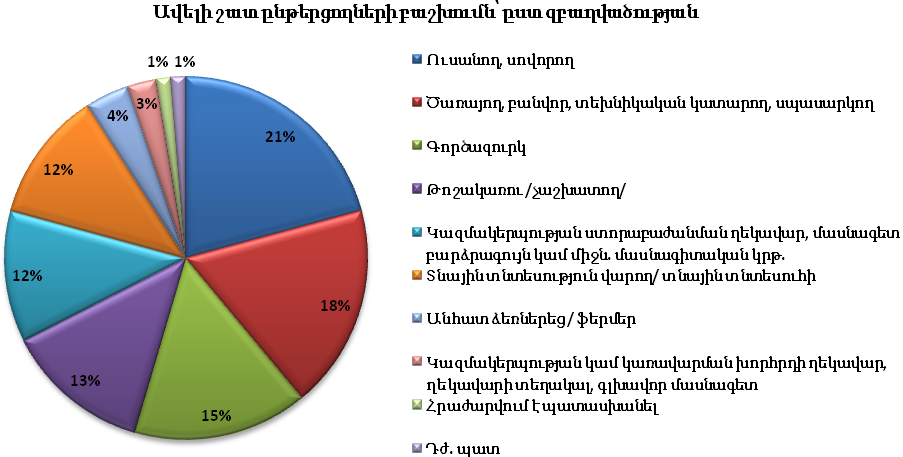 Ավելի շատ ընթերցողների բաշխումն՝ ըստ զբաղվածության
1%
1%
3%
4%
21%
12%
12%
18%
13%
15%
Ուսանող, սովորող
Ծառայող, բանվոր, տեխնիկական կատարող, սպասարկող
Գործազուրկ
Թոշակառու /չաշխատող/
Կազմակերպության ստորաբաժանման ղեկավար, մասնագետ
բարձրագույն կամ միջն. մասնագիտական կրթ.
Տնային տնտեսություն վարող/ տնային տնտեսուհի
Անհատ ձեռներեց/ ֆերմեր
Կազմակերպության կամ կառավարման խորհրդի ղեկավար,
ղեկավարի տեղակալ, գլխավոր մասնագետ
Հրաժարվում է պատասխանել
Դժ. պատ